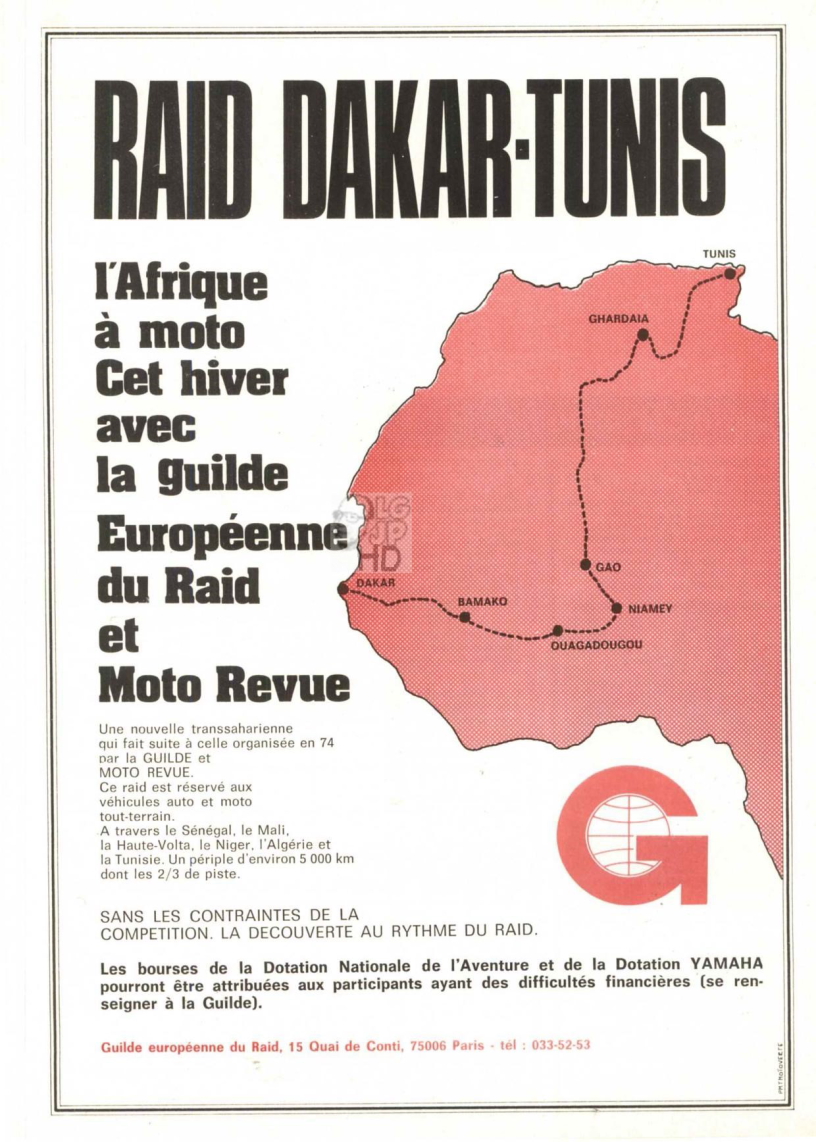 RAID DAKAR-TUNIS
l'Afrique
à moto
Cet hiver
avec
la guilde
Européenne
du Raid
et
Moto Revue
TUNIS
GHARDAIA
GAO
NIAMEY
OUAGADOUGOU
BAMAKO
DAKAR
LG
JP
HD
Une nouvelle transsaharienne
qui fait suite à celle organisée en 74
par la GUILDE et
MOTO REVUE.
Ce raid est réservé aux
véhicules auto et moto
tout-terrain.
A travers le Sénégal, le Mali,
la Haute-Volta, le Niger, l'Algérie et
la Tunisie. Un périple d'environ 5 000 km
dont les 2/3 de piste.
G
SANS LES CONTRAINTES DE LA
COMPETITION. LA DECOUVERTE AU RYTHME DU RAID.
Les bourses de la Dotation Nationale de l'Aventure et de la Dotation YAMAHA
pourront être attribuées aux participants ayant des difficultés financières (se ren-
seigner à la Guilde).
Guilde européenne du Raid, 15 Quai de Conti, 75006 Paris - tél : 033-52-53